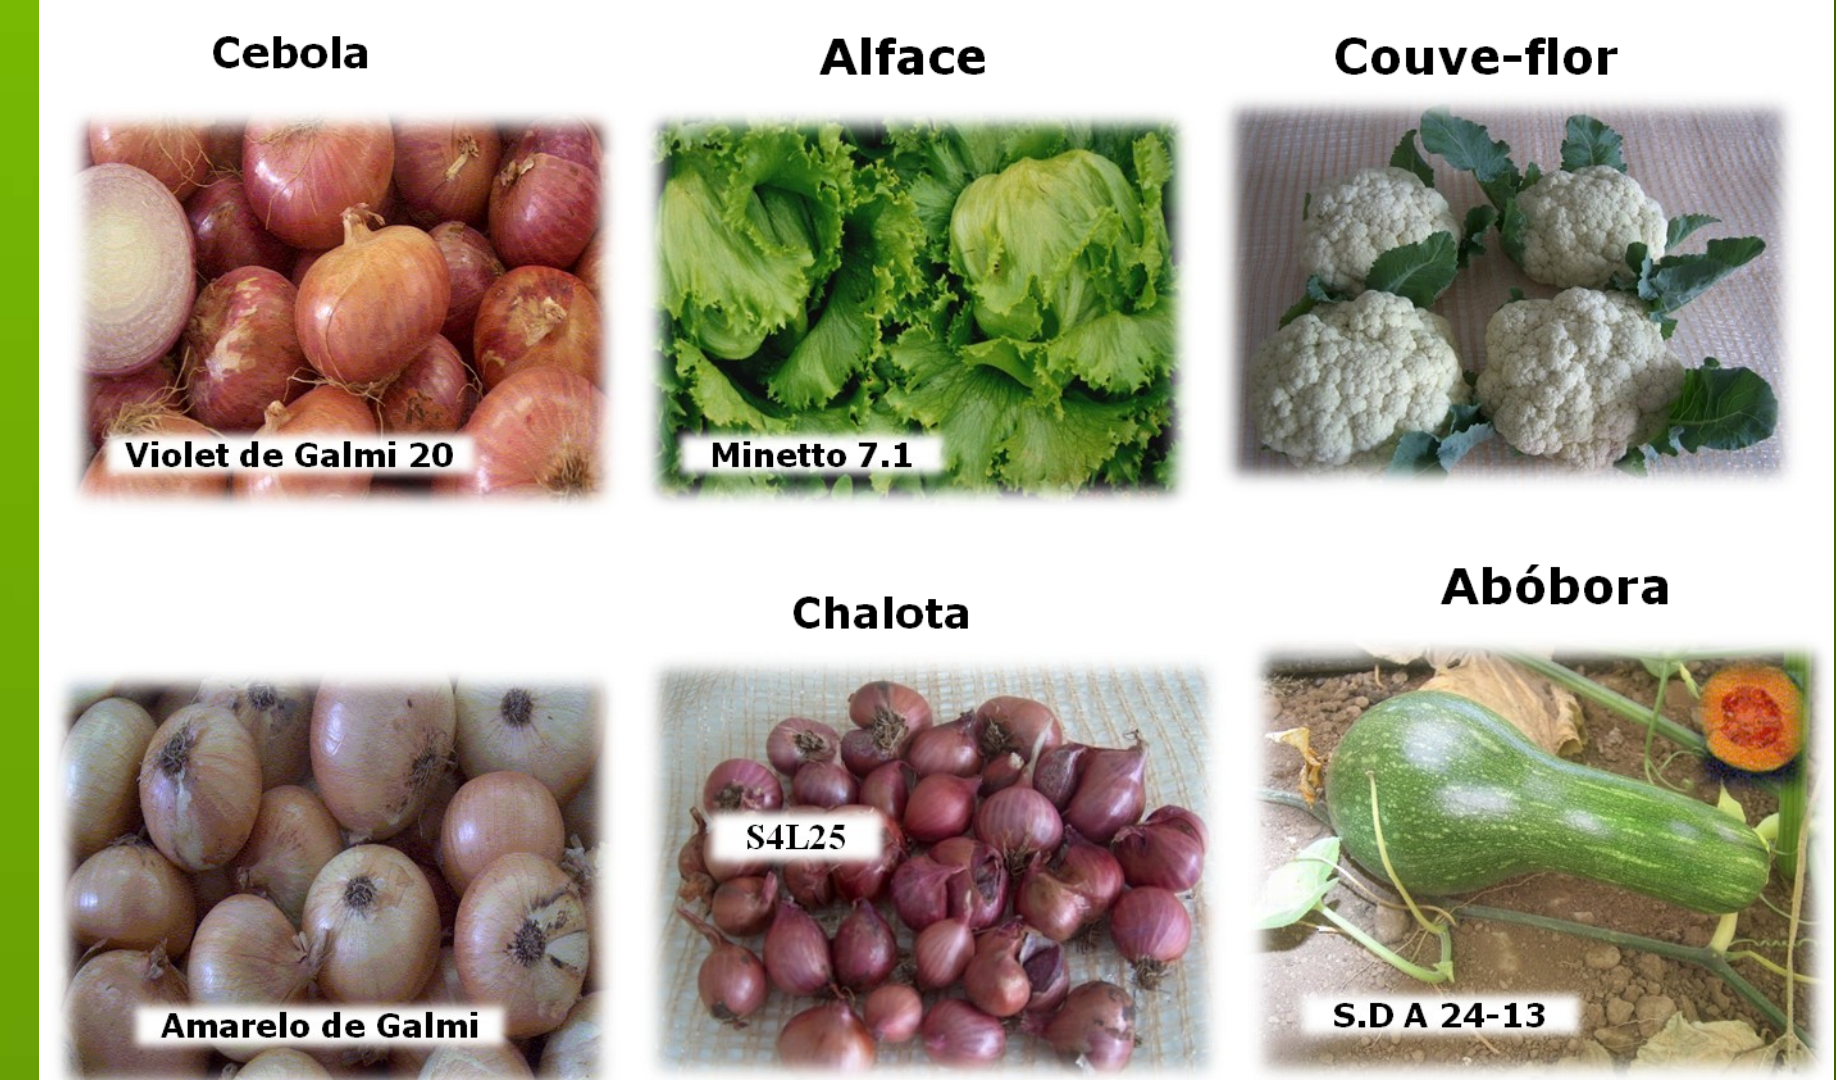 Cebola
Alface
Couve-flor
Violet de Galmi 20
Minetto 7.1
Chalota
Abóbora
S4L25
Amarelo de Galmi
S.D A 24-13